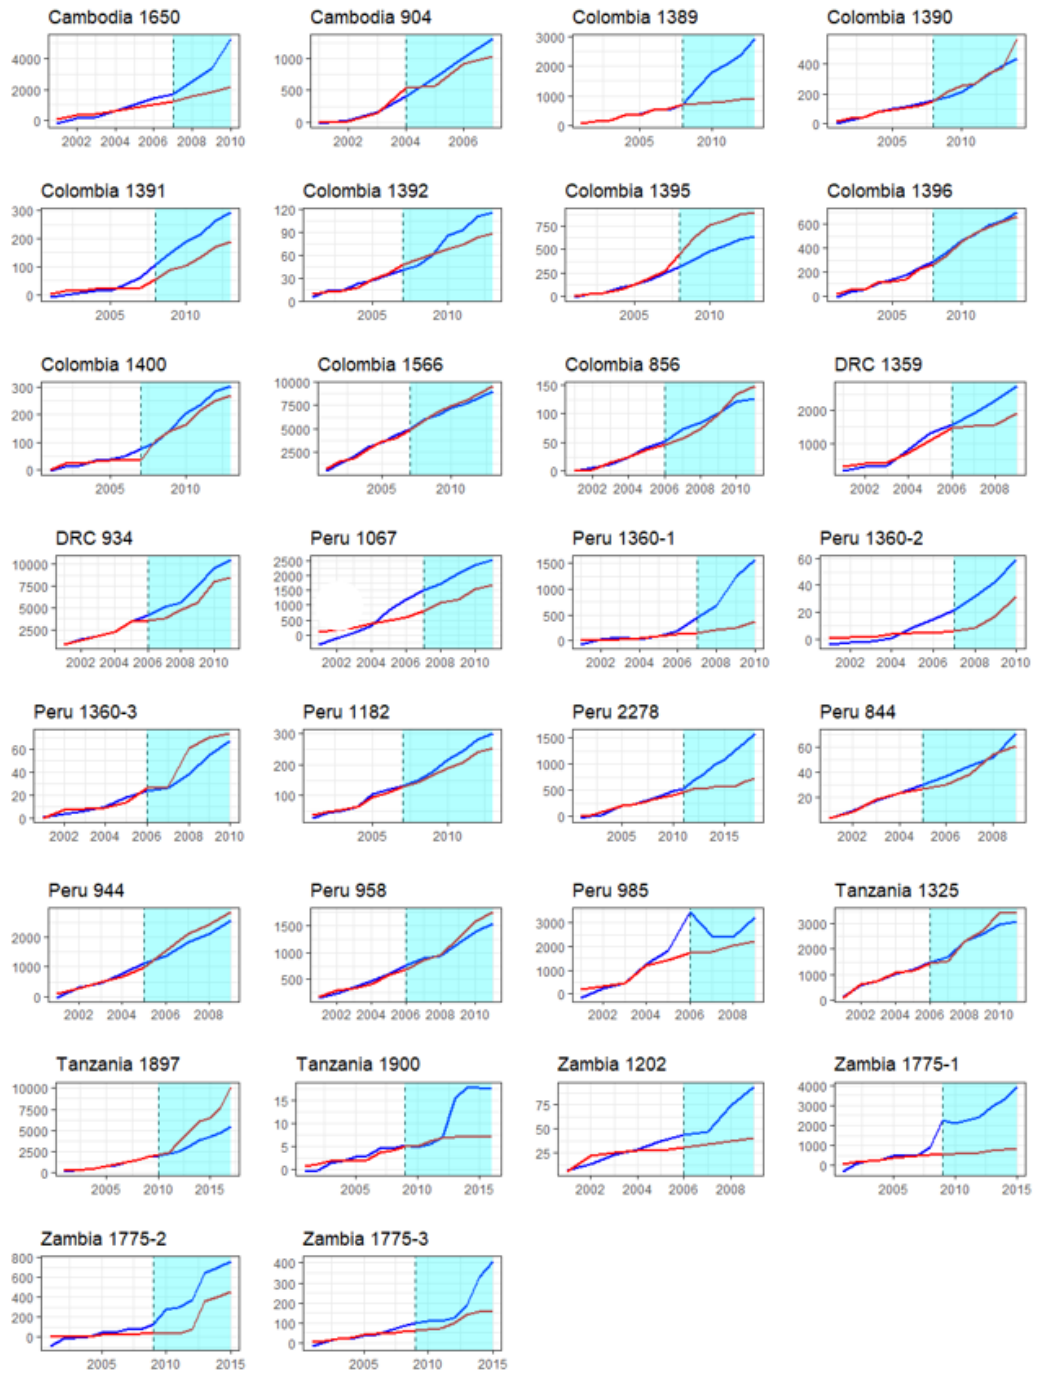 Cambodia 1650 Cambodia 904 Colombia 1389 Colombia 1390
4000 2000 0 1000 500 0 3000 2000 1000 0 400 200 0
2002 2004 2006 2008 2010 2002 2004 2006 2005 2010 2005 2010
Colombia 1391 Colombia 1392 Colombia 1395 Colombia 1396
300 200 100 0 120 90 60 30 0 750 500 250 0 600 400 200 0
2005 2010 2005 2010 2005 2010 2005 2010
Colombia 1400 Colombia 1566 Colombia 856 DRC 1359
300 200 100 0 10000 7500 5000 2500 150 100 50 0 2000 1000
2005 2010 2005 2010 2002 2004 2006 2008 2010 2002 2004 2006 2008
DRC 934 Peru 1067 Peru 1360-1 Peru 1360-2
10000 7500 5000 2500 2500 2000 1500 1000 500 0 1500 1000 500 0 60 40 20 0
2002 2004 2006 2008 2010 2002 2004 2006 2008 2010 2002 2004 2006 2008 2010 2002 2004 2006 2008 2010
Peru 1360-3 Peru 1182 Peru 2278 Peru 844
60 40 20 0 300 200 100 1500 1000 500 0 60 40 20
2002 2004 2006 2008 2010 2005 2010 2005 2010 2015 2002 2004 2006 2008
Peru 944 Peru 958 Peru 985 Tanzania 1325
2000 1000 0 1500 1000 500 3000 2000 1000 0 3000 2000 1000 0
2002 2004 2006 2008 2002 2004 2006 2008 2010 2002 2004 2006 2008 2002 2004 2006 2008 2010
Tanzania 1897 Tanzania 1900 Zambia 1202 Zambia 1775-1
10000 7500 5000 2500 0 15 10 5 0 75 50 25 4000 3000 2000 1000 0
2005 2010 2015 2005 2010 2015 2002 2004 2006 2008 2005 2010 2015
Zambia 1775-2 Zambia 1775-3
800 600 400 200 0 400 300 200 100 0
2005 2010 2015 2005 2010 2015